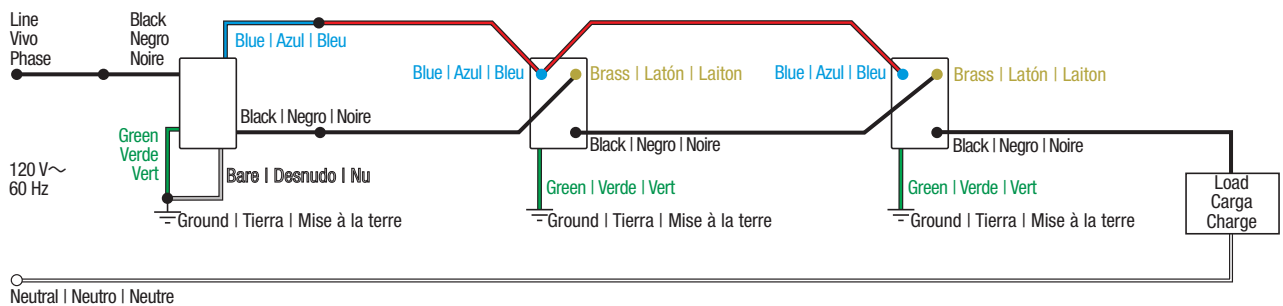 Line
Vivo
Phase
Black
Negro
Noire
Blue | Azul | Bleu
Blue | Azul | Bleu
Brass | Latón | Laiton
Blue | Azul | Bleu
Brass | Latón | Laiton
Black | Negro | Noire
Green
Verde
Vert
Black | Negro | Noire
Black | Negro | Noire
120 V~
60 Hz
Bare | Desnudo | Nu
Green | Verde | Vert
Green | Verde | Vert
Load
Carga
Charge
Ground | Tierra | Mise à la terre
Ground | Tierra | Mise à la terre
Ground | Tierra | Mise à la terre
Neutral | Neutro | Neutre